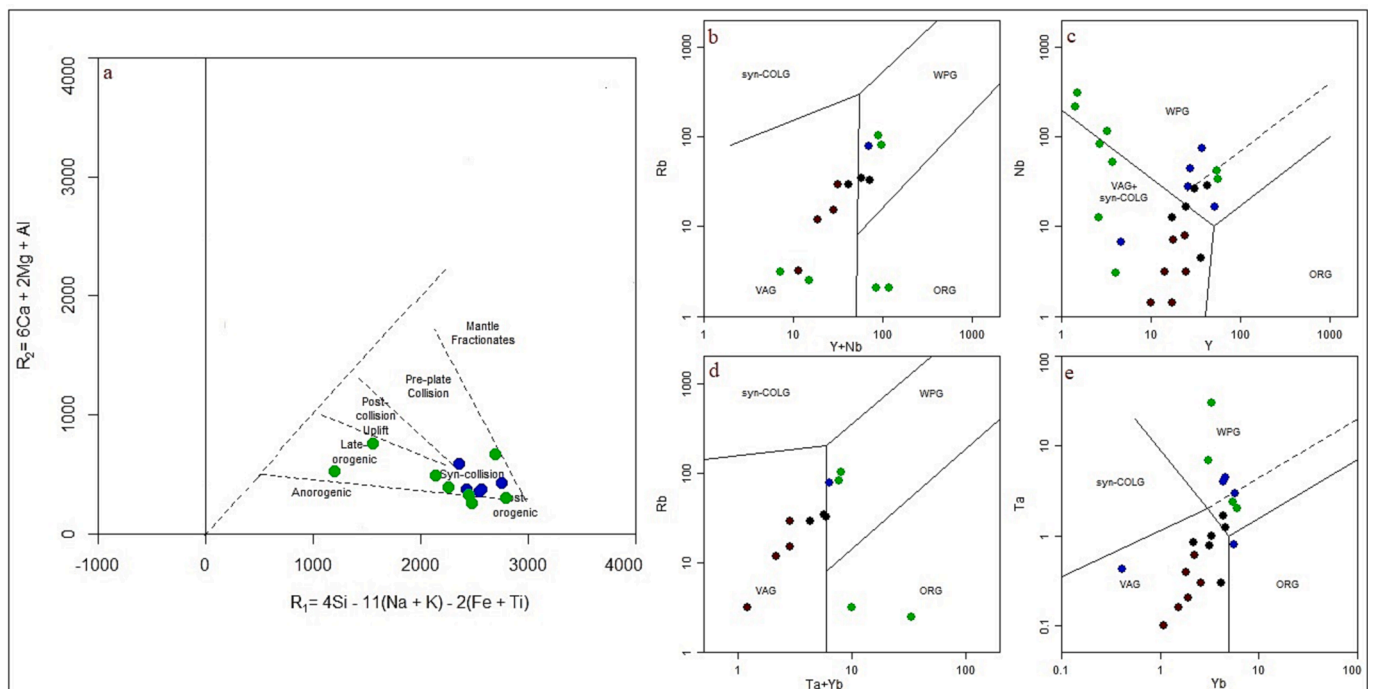 a
4000
3000
2000
1000
0
-1000
0
1000
2000
3000
4000
R2= 6Ca + 2Mg + Al
R1= 4Si - 11(Na + K) - 2(Fe + Ti)
Mantle
Fractionates
Pre-plate
Collision
Post-
collision
Uplift
Late-
orogenic
Syn-collision
Anorogenic
ost-
orogenic
b
syn-COLG
WPG
VAG
ORG
Rb
1000
100
10
1
1
10
100
1000
Y+Nb
c
WPG
VAG+
syn-COLG
ORG
Nb
1000
100
10
1
1
10
100
1000
Y
d
syn-COLG
WPG
VAG
ORG
Rb
1000
100
10
1
1
10
100
Ta+Yb
e
WPG
syn-COLG
VAG
ORG
Ta
100
10
1
0.1
0.1
1
10
100
Yb